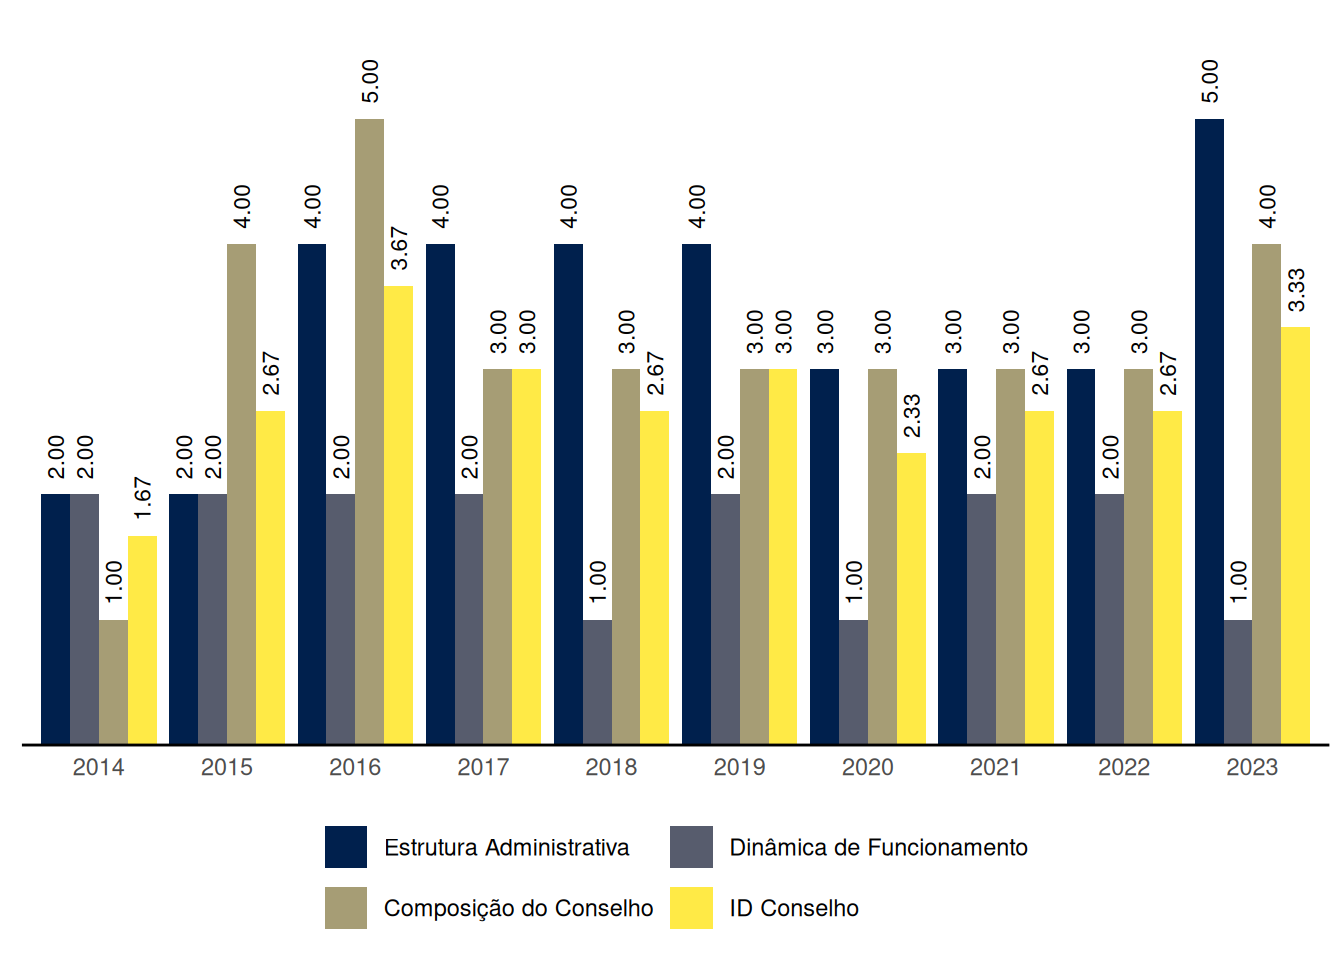 2.00 2.00 1.00 1.67 2.00 2.00 4.00 2.67 4.00 2.00 5.00 3.67 4.00 2.00 3.00 3.00 4.00 1.00 3.00 2.67 4.00 2.00 3.00 3.00 3.00 1.00 3.00 2.33 3.00 2.00 3.00 2.67 3.00 2.00 3.00 2.67 5.00 1.00 4.00 3.33
2014 2015 2016 2017 2018 2019 2020 2021 2022 2023
Estrutura Administrativa Dinâmica de Funcionamento
Composição do Conselho ID Conselho